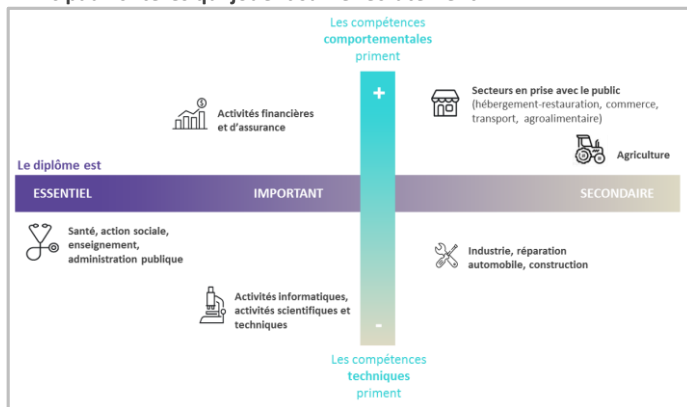 Les compétences
comportementales
priment
+
Secteurs en prise avec le public
(hébergement-restauration, commerce,
transport, agroalimentaire)
Activités financières
et d'assurance
Agriculture
Le diplôme est
ESSENTIEL
IMPORTANT
SECONDAIRE
Santé, action sociale,
enseignement,
administration publique
Industrie, réparation
automobile, construction
Activités informatiques,
activités scientifiques et
techniques
-
Les compétences
techniques
priment